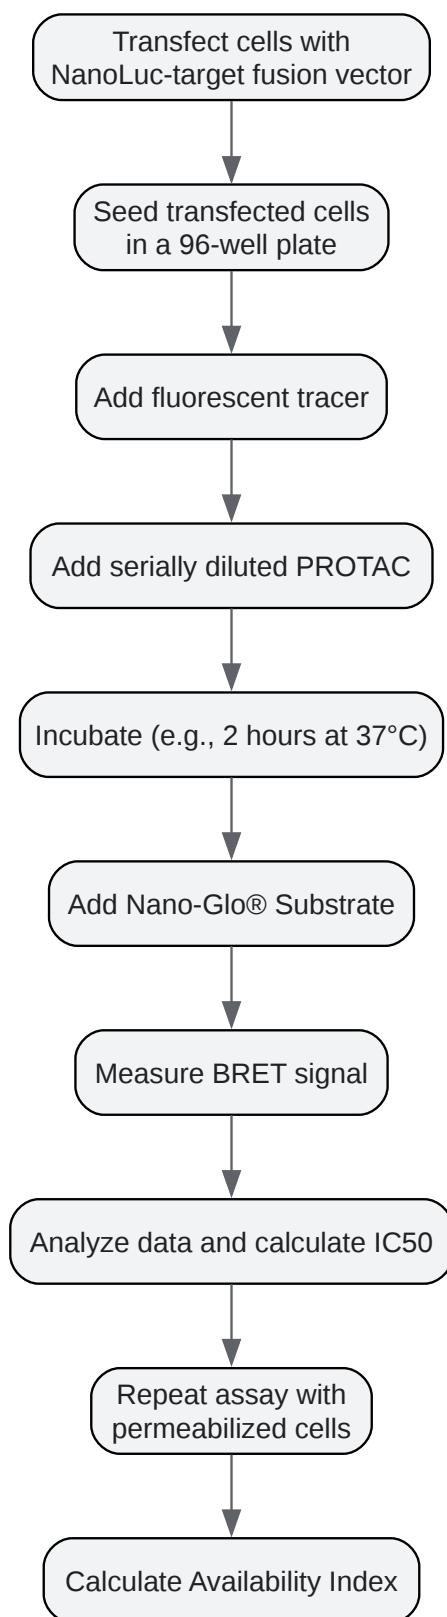 Transfect cells with
NanoLuc-target fusion vector
Seed transfected cells
in a 96-well plate
Add fluorescent tracer
Add serially diluted PROTAC
Incubate (e.g., 2 hours at 37°C)
Add Nano-Glo® Substrate
Measure BRET signal
Analyze data and calculate IC50
Repeat assay with
permeabilized cells
Calculate Availability Index